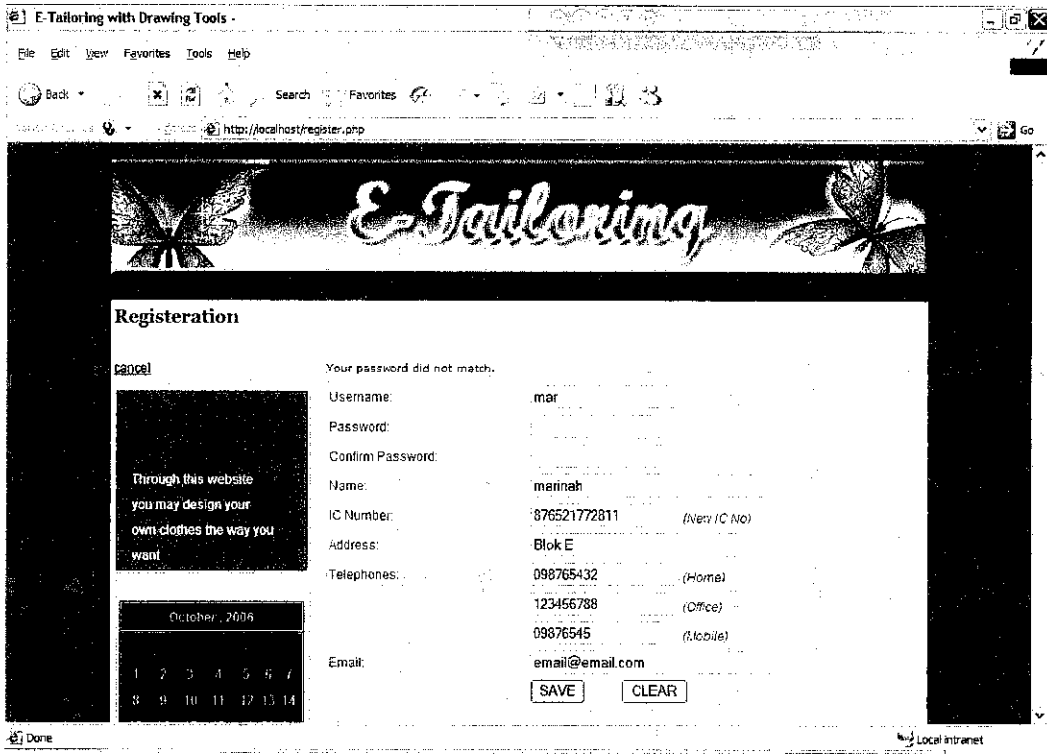 E-Tailoring with Drawing Tools -
File Edit View Favorites Tools Help
Back Search Favorites
http://localhost/register.php Go
E-Tailoring
Registeration
cancel
Your password did not match.
Username: mar
Password:
Confirm Password:
Through this website
you may design your
own clothes the way you
want
Name: marinah
IC Number: 876521772811 (New IC No)
Address: Blok E
Telephones: 098765432 (Home)
123456788 (Office)
09876545 (Mobile)
Email: email@email.com
SAVE CLEAR
October, 2006
1 2 3 4 5 6 7
8 9 10 11 12 13 14
Done Local intranet